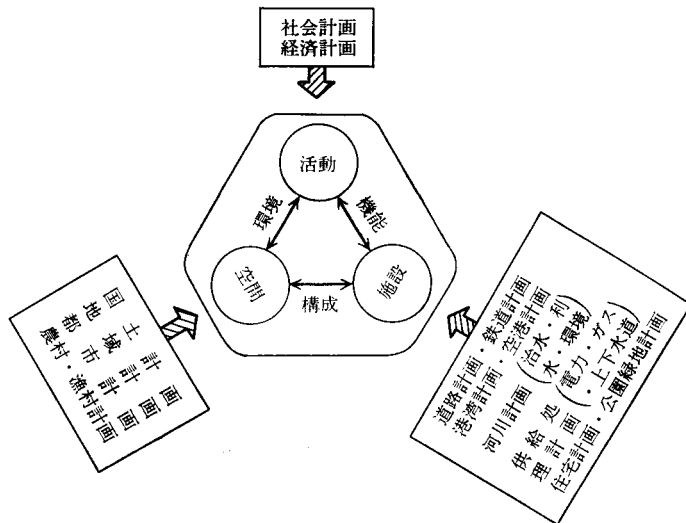 社会計画
経済計画
活動
環境
機能
空間
構成
施設
国土計画
地域計画
都市計画
農村・漁村計画
道路計画・鉄道計画
港湾計画・空港計画
河川計画(治水・利水・環境)
供給処理計画(電力・ガス・上下水道)
住宅計画・公園緑地計画